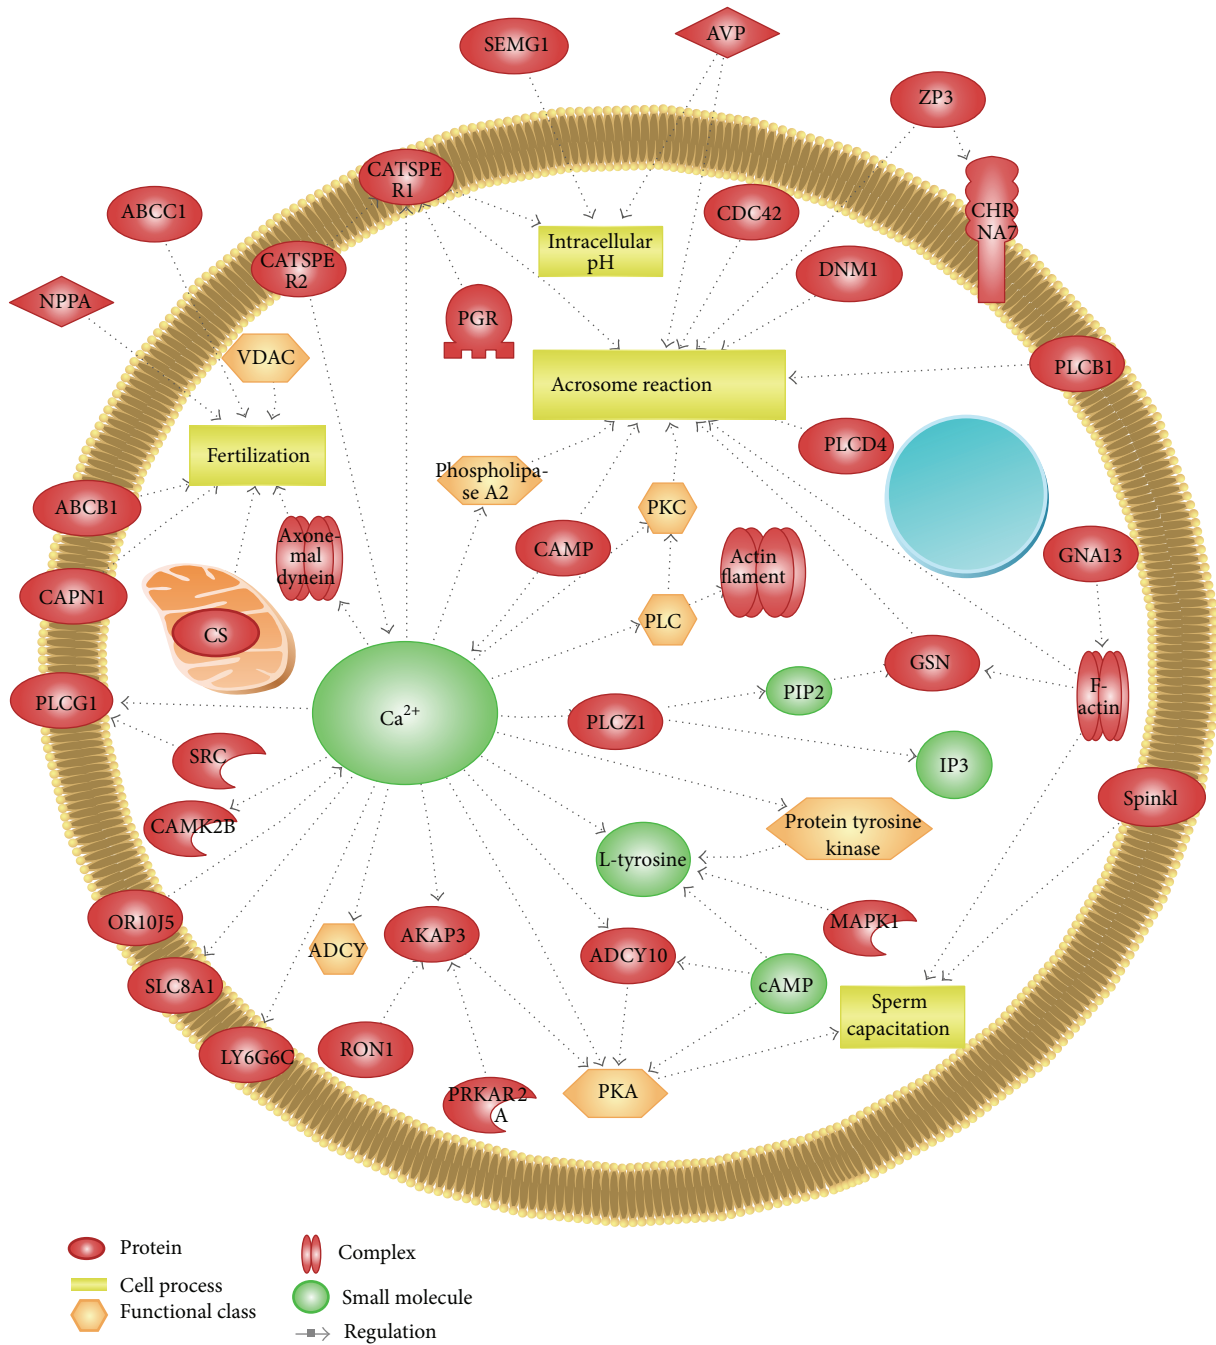 SEMG1
AVP
ZP3
CATSPE
R1
ABCC1
CDC42
CHR
NA7
Intracellular
pH
CATSPE
R2
DNM1
NPPA
PGR
VDAC
PLCB1
Acrosome reaction
Fertilization
PLCD4
Phospholipa-
se A2
ABCB1
PKC
Axone-
mal
dynein
CAMP
Actin
flament
GNA13
CAPN1
PLC
CS
GSN
PIP2
F-
actin
PLCG1
Ca2+
PLCZ1
SRC
IP3
Spinkl
CAMK2B
Protein tyrosine
kinase
L-tyrosine
OR10J5
MAPK1
ADCY
AKAP3
ADCY10
SLC8A1
cAMP
Sperm
capacitation
LY6G6C
RON1
PRKAR2
A
PKA
Protein
Complex
Cell process
Functional class
Small molecule
Regulation